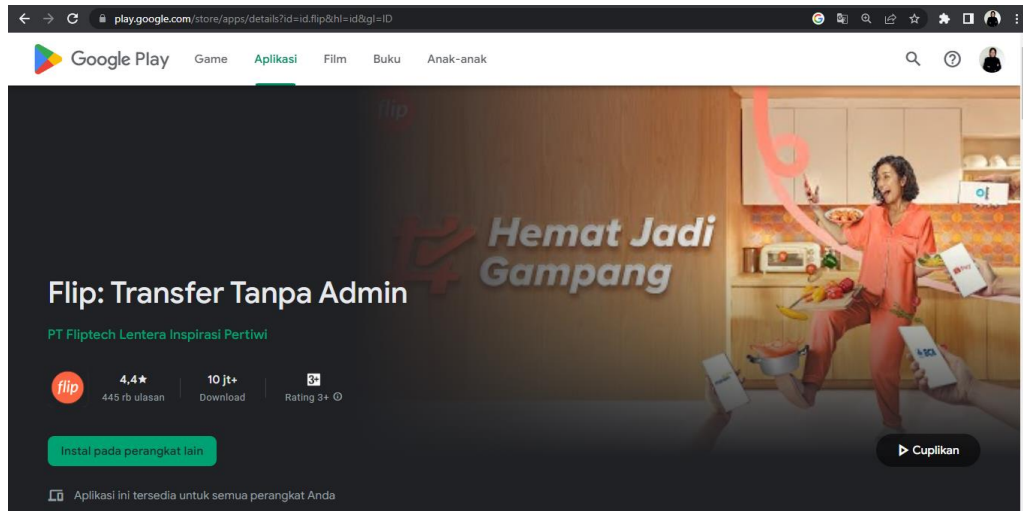 play.google.com/store/apps/details?id=id.flip&hl=id&gl=ID
Google Play Game Aplikasi Film Buku Anak-anak
flip
Hemat Jadi
Gampang
Flip: Transfer Tanpa Admin
PT Fliptech Lentera Inspirasi Pertiwi
flip
4,4★ 10 jt+ 3+
445 rb ulasan Download Rating 3+
Pay
BCA
Instal pada perangkat lain
Cuplikan
Aplikasi ini tersedia untuk semua perangkat Anda